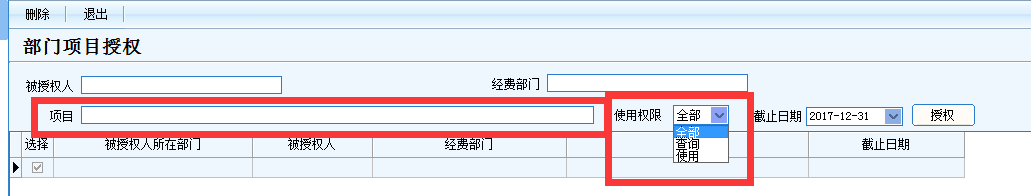 删除 退出
部门项目授权
被授权人 经费部门
项目 使用权限 全部 截止日期 2017-12-31 授权
全部
查询
使用
选择 被授权人所在部门 被授权人 经费部门 截止日期